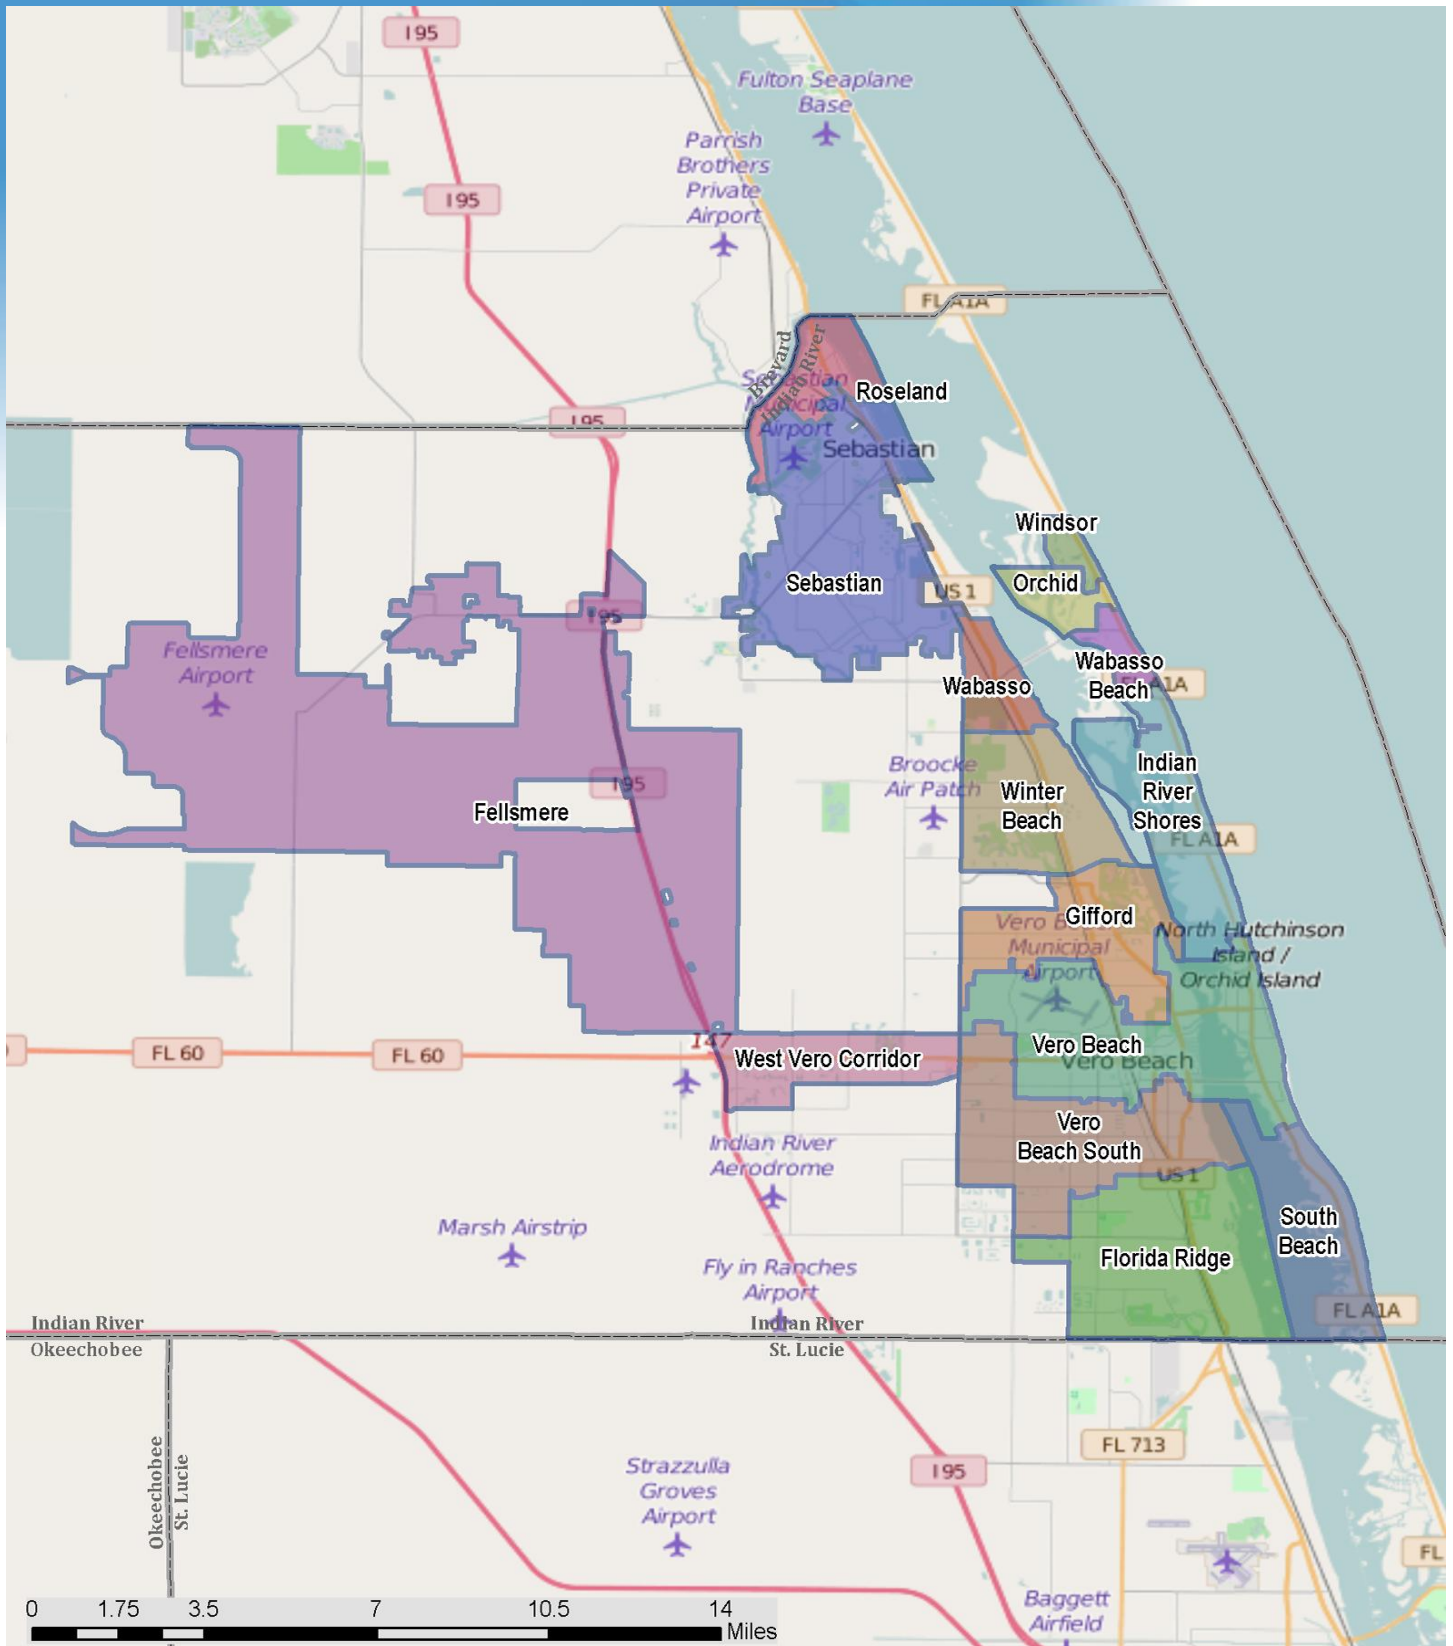 I 95
Fulton Seaplane
Base
Parrish
Brothers
Private
Airport
I 95
FL A1A
Brevard
Indian River
Sebastian
Municipal
Airport
Roseland
I 95
Sebastian
Windsor
Orchid
Sebastian
US 1
I 95
Fellsmere
Airport
Wabasso
Beach
FL A1A
Wabasso
Broocke
Air Patch
Indian
River
Shores
I 95
Winter
Beach
Fellsmere
FL A1A
Gifford
Vero B
Municipal
Airport
North Hutchinson
Island /
Orchid Island
147
FL 60
FL 60
West Vero Corridor
Vero Beach
Vero Beach
Vero
Beach South
Indian River
Aerodrome
US 1
Marsh Airstrip
South
Beach
Florida Ridge
Fly in Ranches
Airport
FL A1A
Indian River
Okeechobee
Indian River
St. Lucie
FL 713
Okeechobee
St. Lucie
I 95
Strazzulla
Groves
Airport
FL
Baggett
Airfield
0 1.75 3.5 7 10.5 14
Miles